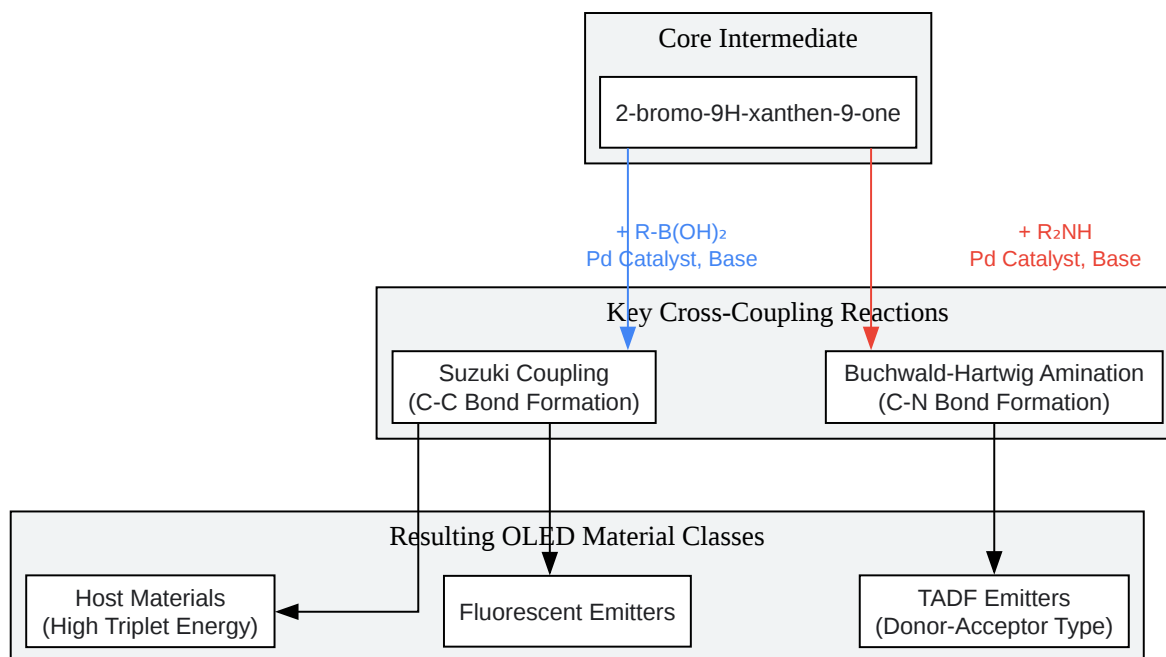 Core Intermediate
2-bromo-9H-xanthen-9-one
+ R-B(OH)₂
Pd Catalyst, Base
+ R₂NH
Pd Catalyst, Base
Key Cross-Coupling Reactions
Suzuki Coupling
(C-C Bond Formation)
Buchwald-Hartwig Amination
(C-N Bond Formation)
Resulting OLED Material Classes
Host Materials
(High Triplet Energy)
Fluorescent Emitters
TADF Emitters
(Donor-Acceptor Type)